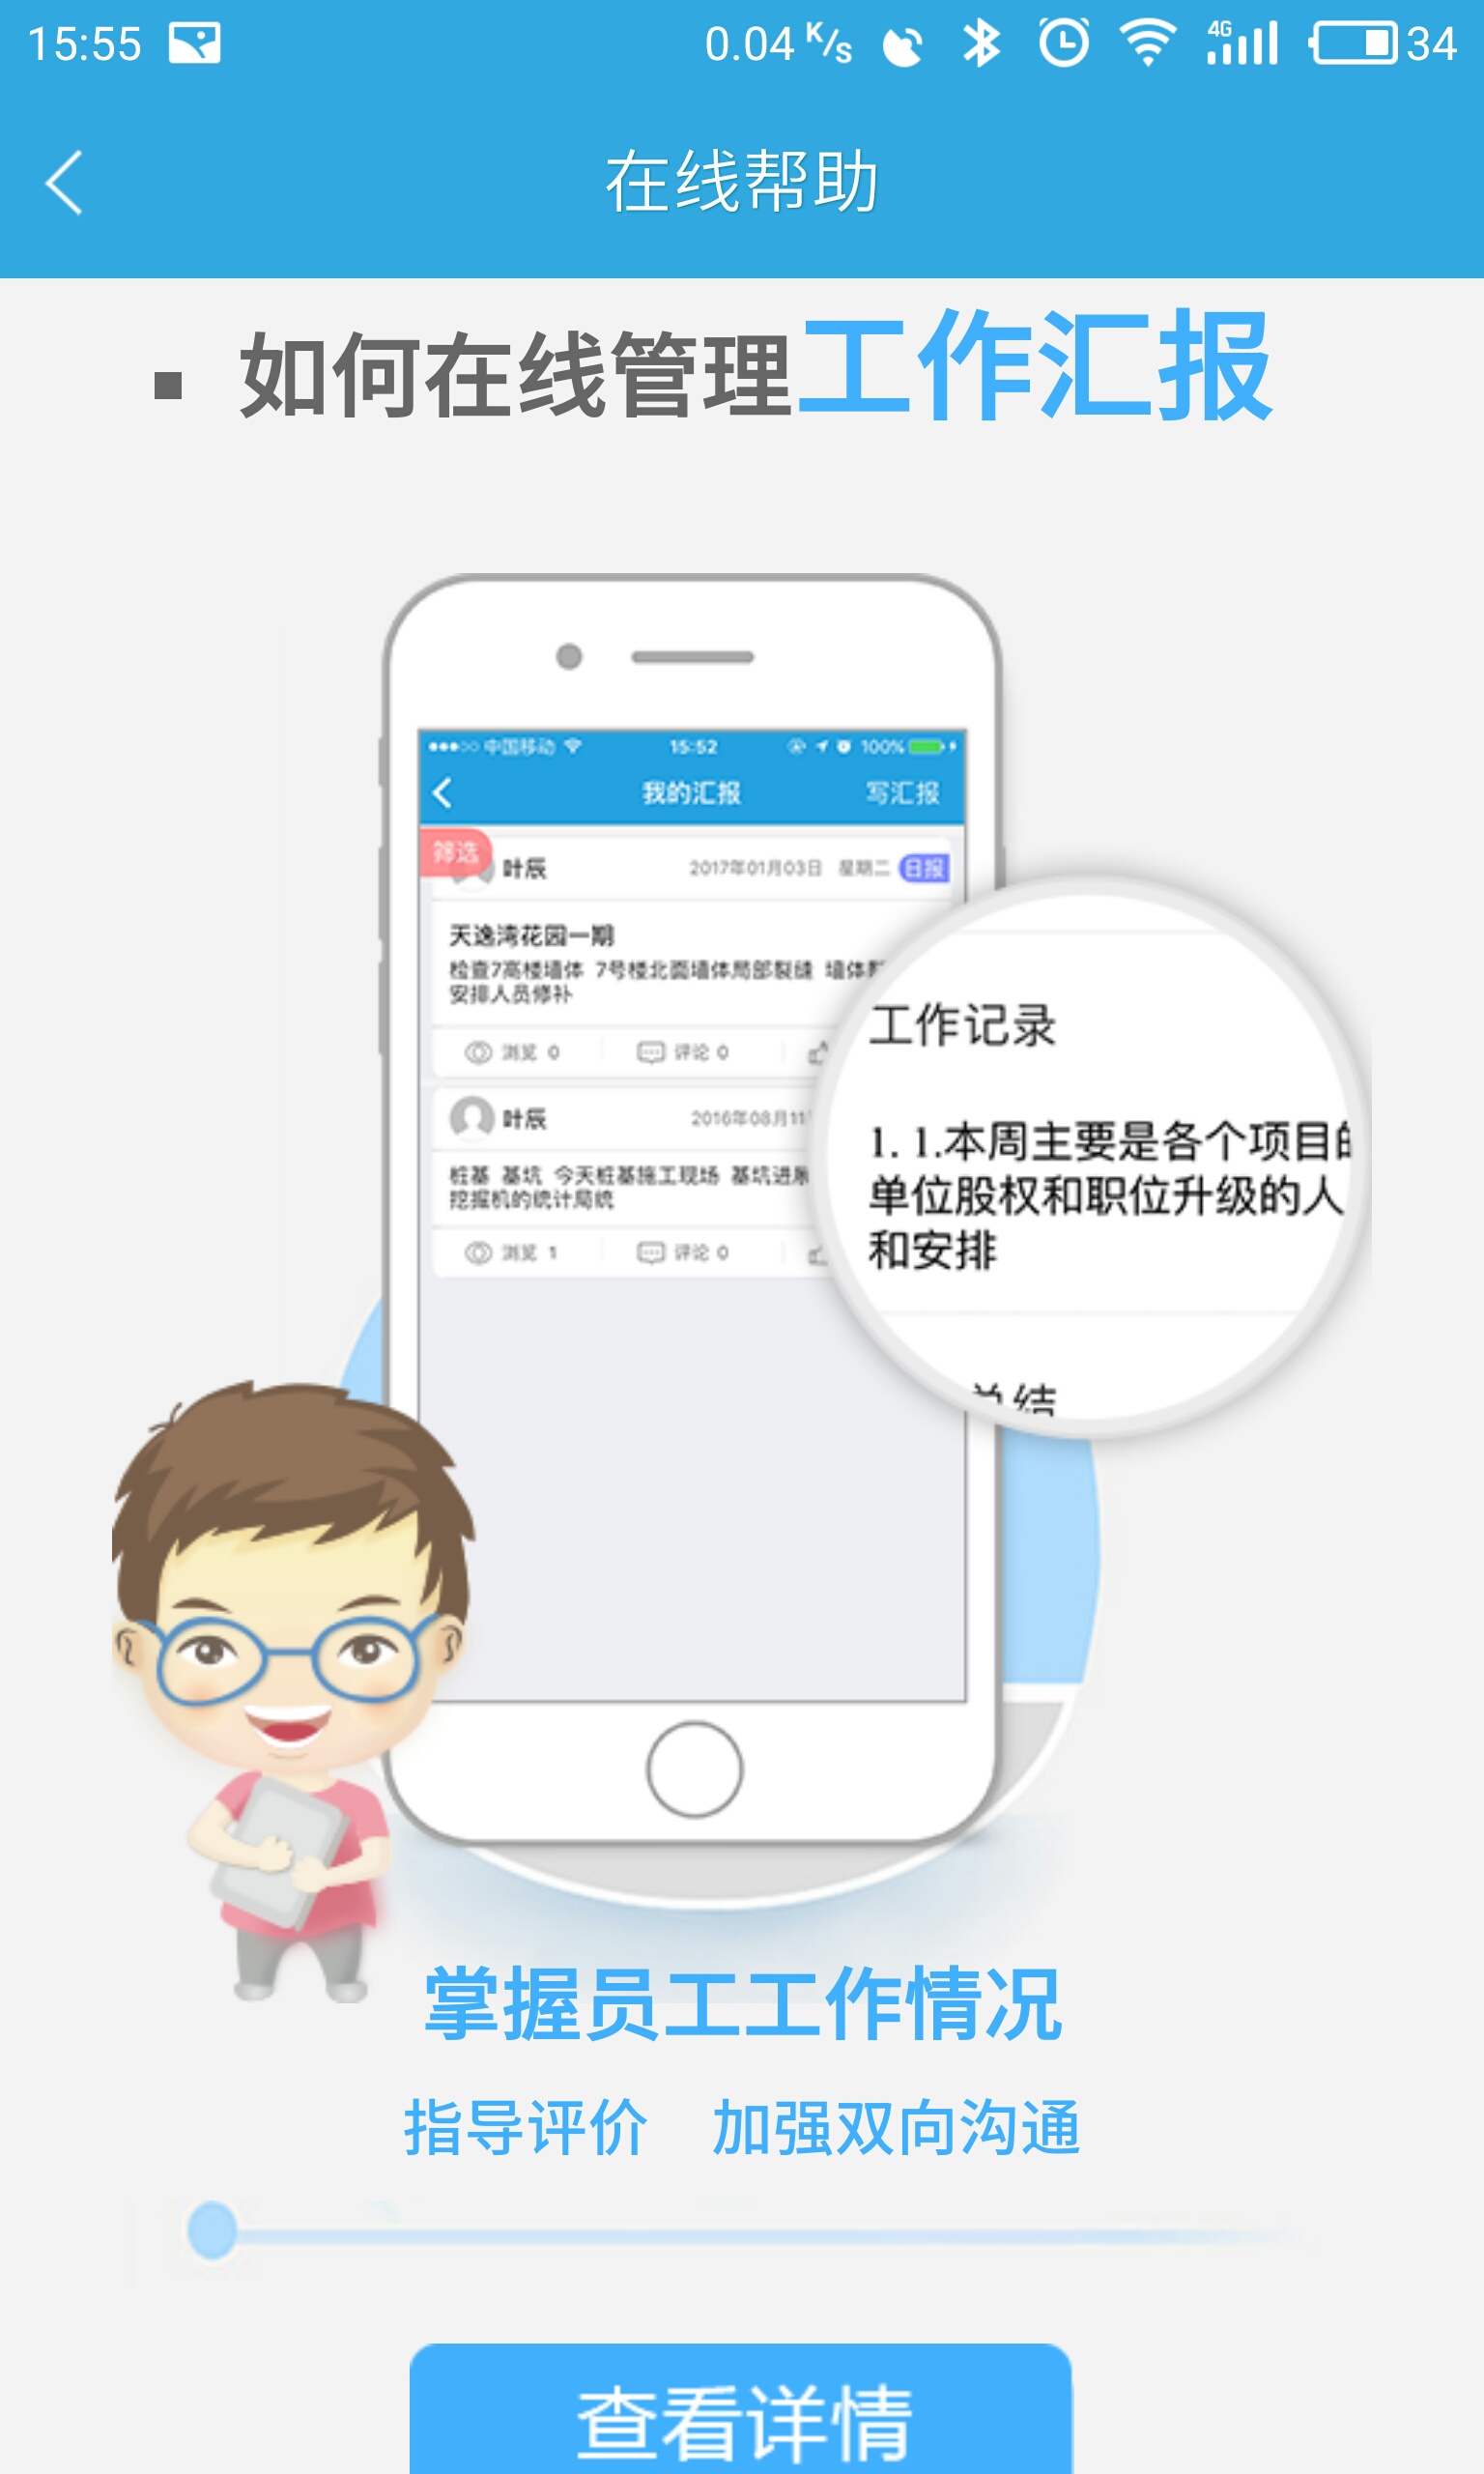 15:55 0.04 K/S 4G 34
在线帮助
▪ 如何在线管理工作汇报
中国移动 15:52 100%
我的汇报 写汇报
筛选 叶辰 2017年01月03日 星期二 日报
天逸湾花园一期
检查7高楼墙体 7号楼北面墙体局部裂缝 墙体
安排人员修补
浏览 0 评论 0
叶辰 2016年08月11
桩基 基坑 今天桩基施工现场 基坑进
挖掘机的统计局统
浏览 1 评论 0
工作记录
1. 1.本周主要是各个项目的
单位股权和职位升级的人
和安排
总结
掌握员工工作情况
指导评价 加强双向沟通
查看详情